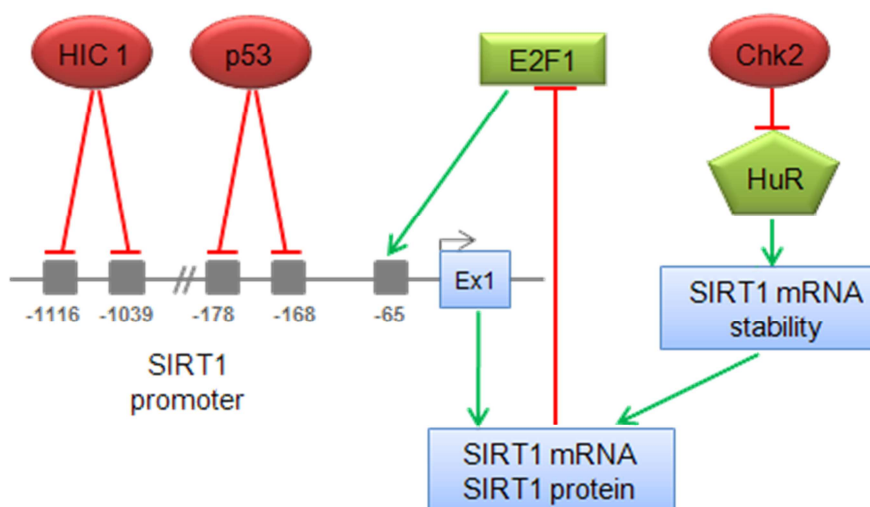 HIC 1
p53
E2F1
Chk2
HuR
Ex1
-1116
-1039
//
-178
-168
-65
SIRT1
promoter
SIRT1 mRNA
stability
SIRT1 mRNA
SIRT1 protein